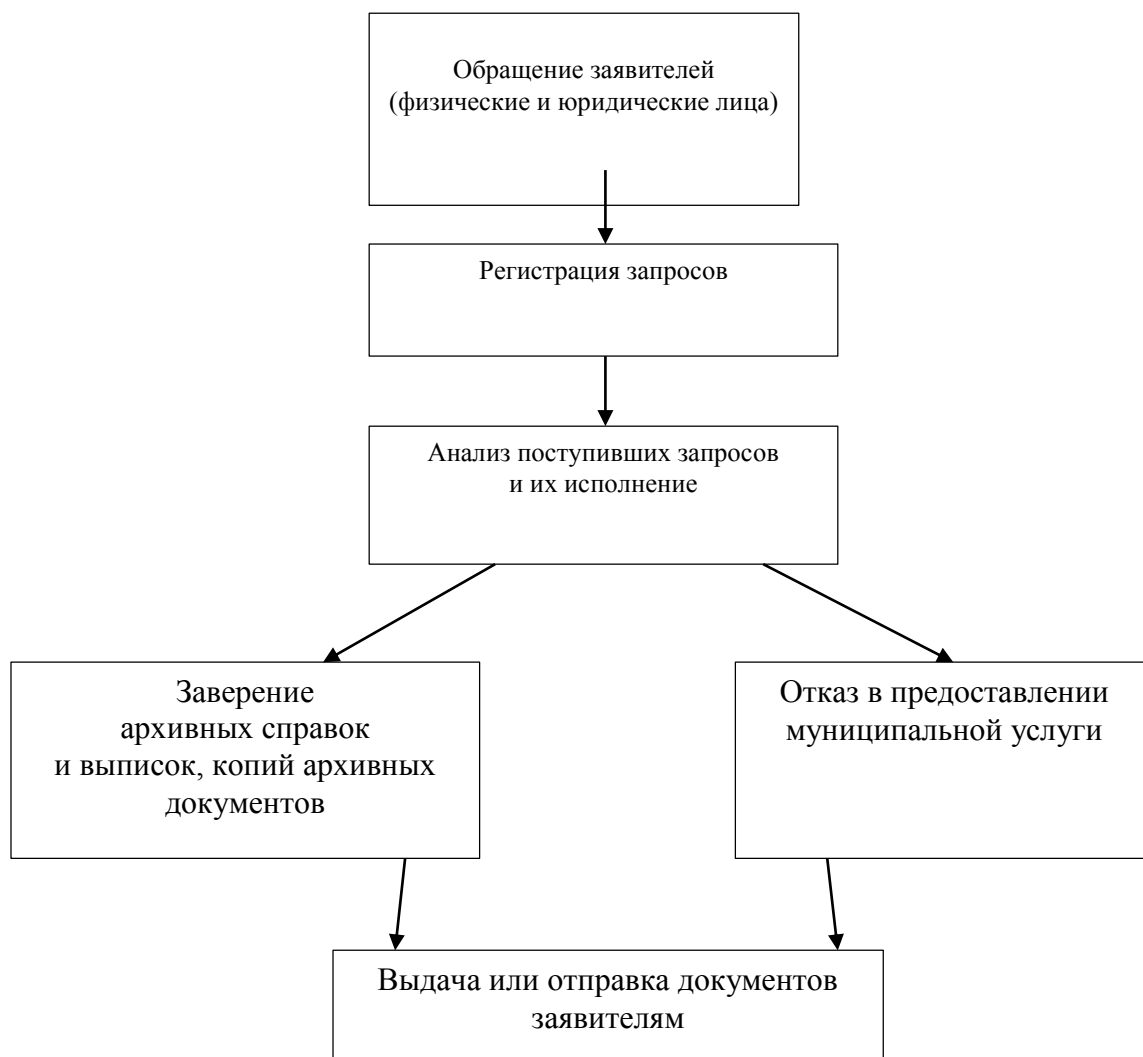 Обращение заявителей
(физические и юридические лица)
Регистрация запросов
Анализ поступивших запросов
и их исполнение
Заверение
архивных справок
и выписок, копий архивных
документов
Отказ в предоставлении
муниципальной услуги
Выдача или отправка документов
заявителям